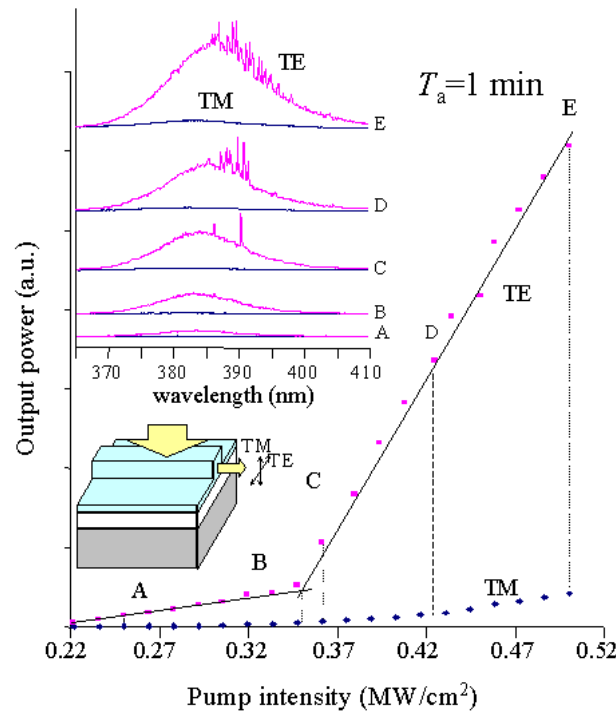 TE
TM
E
D
C
B
A
370 380 390 400 410
wavelength (nm)
Tₐ=1 min
E
TE
D
C
B
A
TM
TE
TM
Output power (a.u.)
0.22 0.27 0.32 0.37 0.42 0.47 0.52
Pump intensity (MW/cm²)